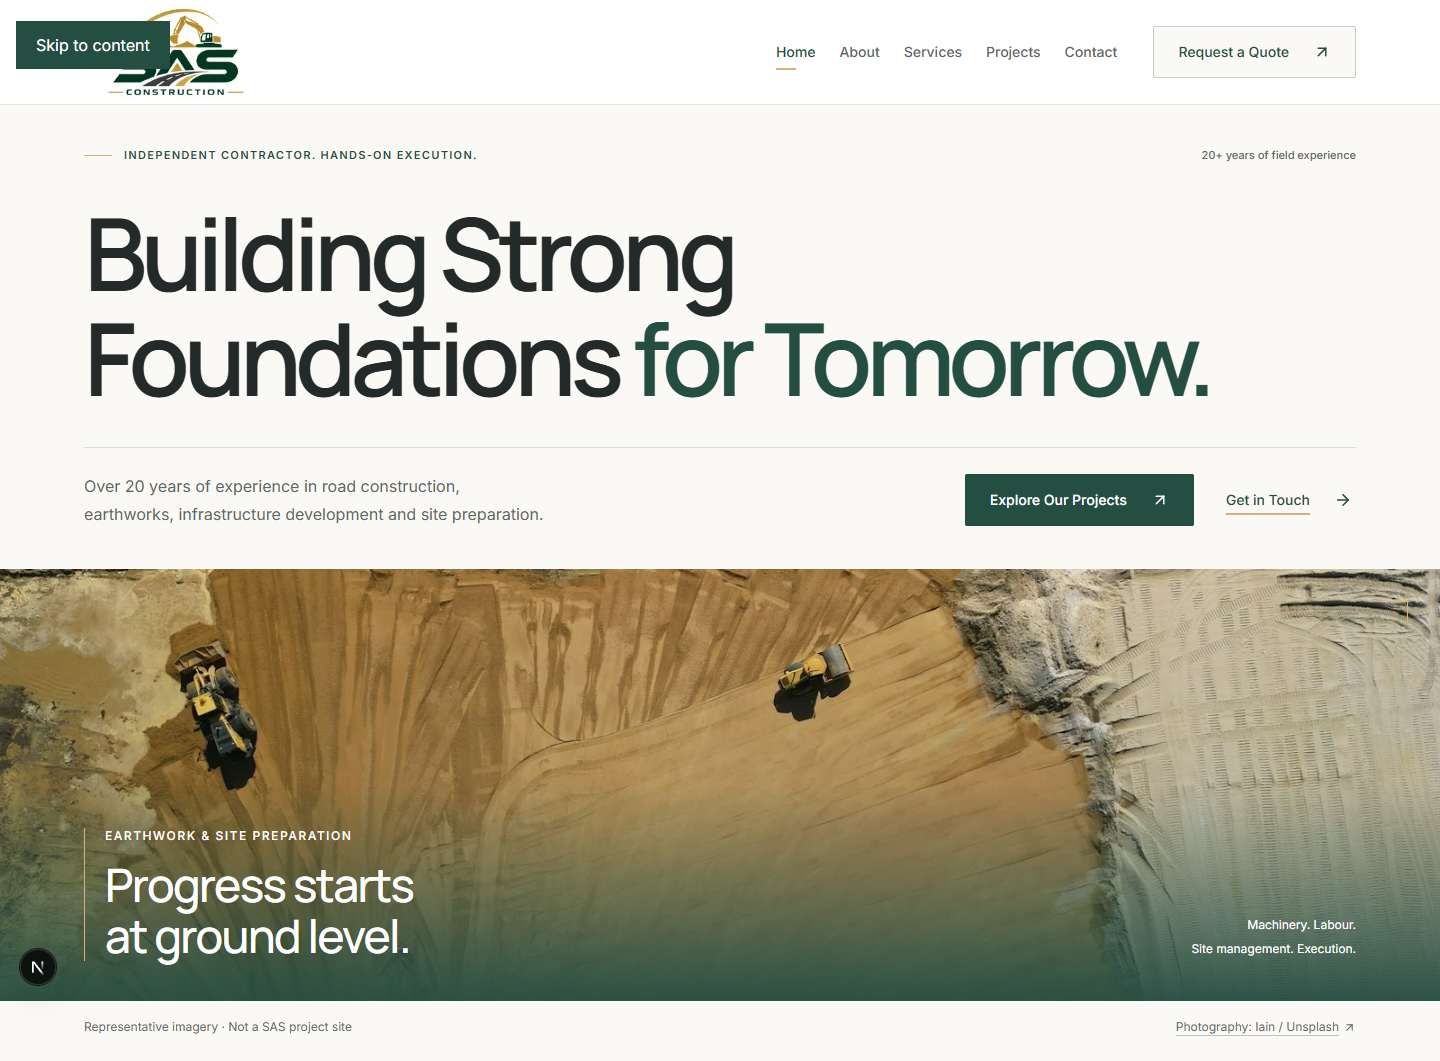 Skip to content
SAS
CONSTRUCTION
Home
About
Services
Projects
Contact
Request a Quote
INDEPENDENT CONTRACTOR. HANDS-ON EXECUTION.
20+ years of field experience
Building Strong
Foundations for Tomorrow.
Over 20 years of experience in road construction,
earthworks, infrastructure development and site preparation.
Explore Our Projects
Get in Touch
EARTHWORK & SITE PREPARATION
Progress starts
at ground level.
Machinery. Labour.
Site management. Execution.
N
Representative imagery · Not a SAS project site
Photography: Iain / Unsplash